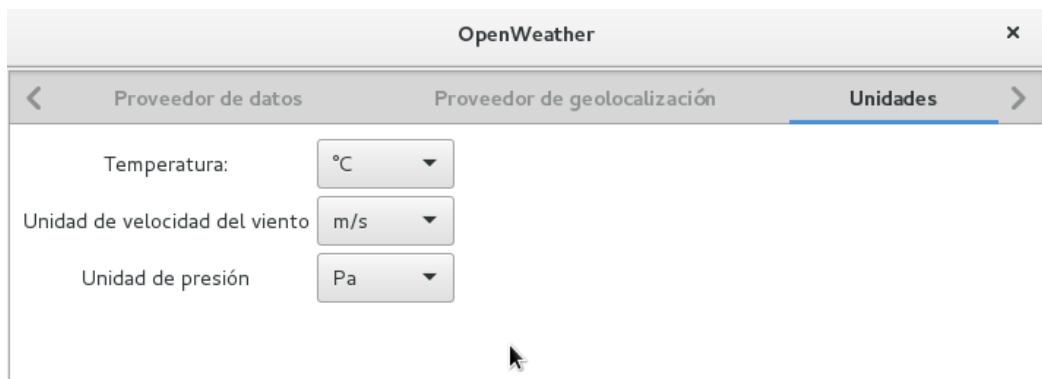 OpenWeather
Proveedor de datos Proveedor de geolocalización Unidades
Temperatura: °C
Unidad de velocidad del viento m/s
Unidad de presión Pa